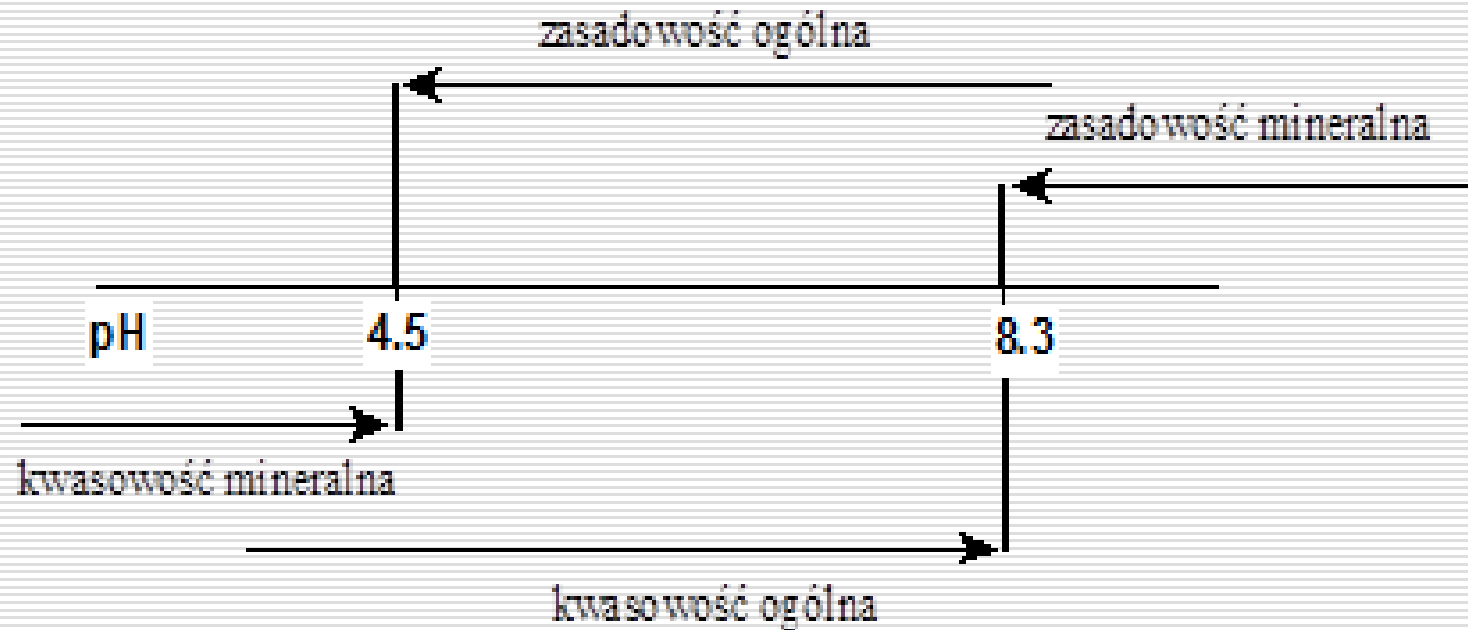 zasadowość ogólna
zasadowość mineralna
pH 4.5 8.3
kwasowość mineralna
kwasowość ogólna